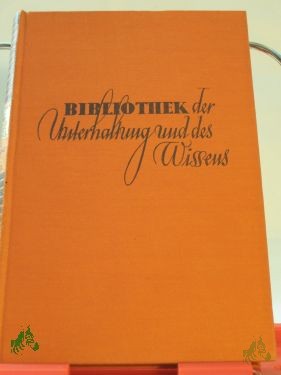 BIBLIOTHEK der
Unterhaltung und des
Wissens